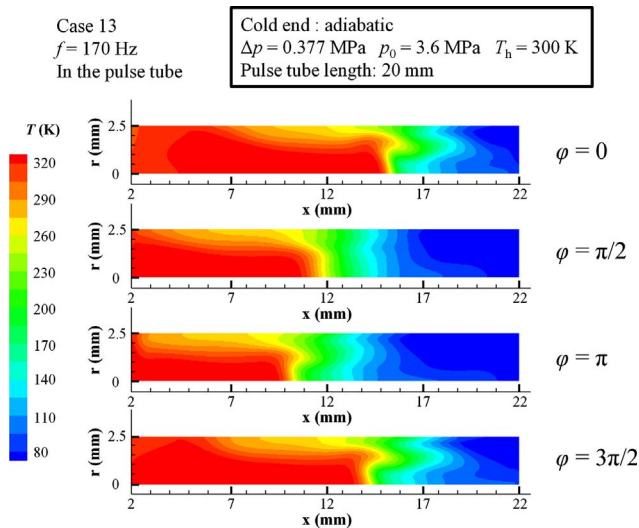 Case 13
f = 170 Hz
In the pulse tube
Cold end : adiabatic
Δp = 0.377 MPa p₀ = 3.6 MPa Tₕ = 300 K
Pulse tube length: 20 mm
T (K)
320
290
260
230
200
170
140
110
80
r (mm)
2.5
0
2 7 12 17 22
x (mm)
φ = 0
r (mm)
2.5
0
2 7 12 17 22
x (mm)
φ = π/2
r (mm)
2.5
0
2 7 12 17 22
x (mm)
φ = π
r (mm)
2.5
0
2 7 12 17 22
x (mm)
φ = 3π/2